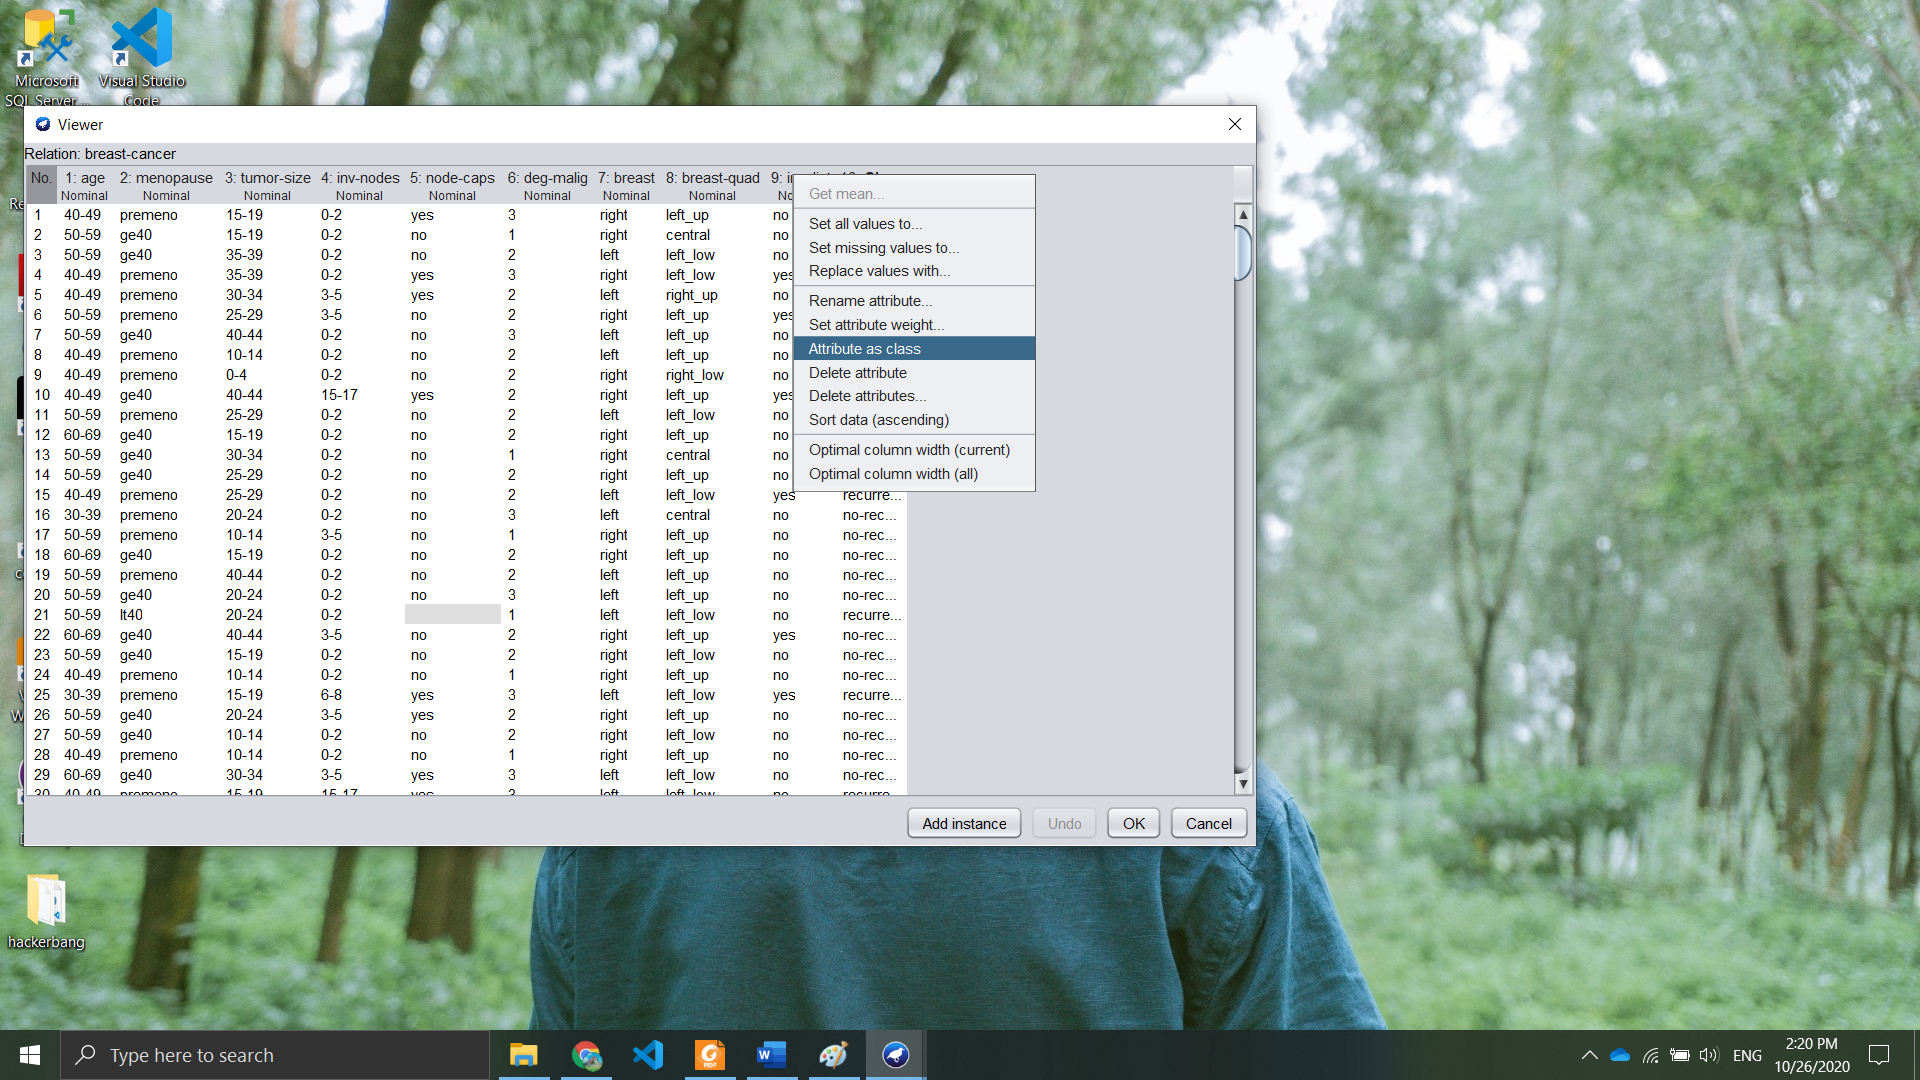 Microsoft
SQL Server...
Visual Studio
Code
Viewer
Relation: breast-cancer
No. 1: age 2: menopause 3: tumor-size 4: inv-nodes 5: node-caps 6: deg-malig 7: breast 8: breast-quad 9:
Nominal Nominal Nominal Nominal Nominal Nominal Nominal Nominal
1 40-49 premeno 15-19 0-2 yes 3 right left_up no
2 50-59 ge40 15-19 0-2 no 1 right central no
3 50-59 ge40 35-39 0-2 no 2 left left_low no
4 40-49 premeno 35-39 0-2 yes 3 right left_low yes
5 40-49 premeno 30-34 3-5 yes 2 left right_up no
6 50-59 premeno 25-29 3-5 no 2 right left_up yes
7 50-59 ge40 40-44 0-2 no 3 left left_up no
8 40-49 premeno 10-14 0-2 no 2 left left_up no
9 40-49 premeno 0-4 0-2 no 2 right right_low no
10 40-49 ge40 40-44 15-17 yes 2 right left_up yes
11 50-59 premeno 25-29 0-2 no 2 left left_low no
12 60-69 ge40 15-19 0-2 no 2 right left_up no
13 50-59 ge40 30-34 0-2 no 1 right central no
14 50-59 ge40 25-29 0-2 no 2 right left_up no
15 40-49 premeno 25-29 0-2 no 2 left left_low yes recurre...
16 30-39 premeno 20-24 0-2 no 3 left central no no-rec...
17 50-59 premeno 10-14 3-5 no 1 right left_up no no-rec...
18 60-69 ge40 15-19 0-2 no 2 right left_up no no-rec...
19 50-59 premeno 40-44 0-2 no 2 left left_up no no-rec...
20 50-59 ge40 20-24 0-2 no 3 left left_up no no-rec...
21 50-59 lt40 20-24 0-2 1 left left_low no recurre...
22 60-69 ge40 40-44 3-5 no 2 right left_up yes no-rec...
23 50-59 ge40 15-19 0-2 no 2 right left_low no no-rec...
24 40-49 premeno 10-14 0-2 no 1 right left_up no no-rec...
25 30-39 premeno 15-19 6-8 yes 3 left left_low yes recurre...
26 50-59 ge40 20-24 3-5 yes 2 right left_up no no-rec...
27 50-59 ge40 10-14 0-2 no 2 right left_low no no-rec...
28 40-49 premeno 10-14 0-2 no 1 right left_up no no-rec...
29 60-69 ge40 30-34 3-5 yes 3 left left_low no no-rec...
30 40-49 premeno 15-19 15-17 yes 3 left left_low no recurre...
Get mean...
Set all values to...
Set missing values to...
Replace values with...
Rename attribute...
Set attribute weight...
Attribute as class
Delete attribute
Delete attributes...
Sort data (ascending)
Optimal column width (current)
Optimal column width (all)
Add instance Undo OK Cancel
hackerbang
Type here to search
ENG
2:20 PM
10/26/2020